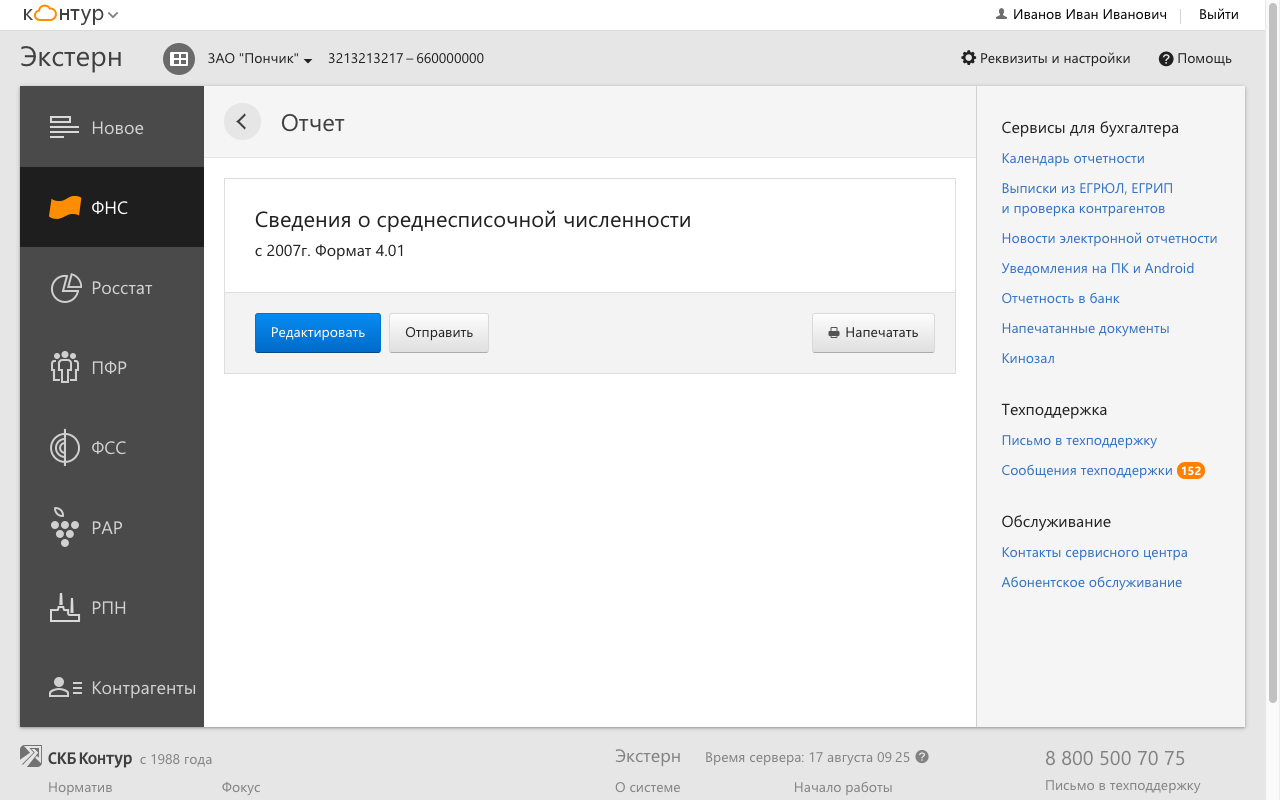 контур
Иванов Иван Иванович
Выйти
Экстерн
ЗАО "Пончик"
3213213217–660000000
Реквизиты и настройки
Помощь
Новое
ФНС
Росстат
ПФР
ФСС
РАР
РПН
Контрагенты
Отчет
Сведения о среднесписочной численности
с 2007г. Формат 4.01
Редактировать
Отправить
Напечатать
Сервисы для бухгалтера
Календарь отчетности
Выписки из ЕГРЮЛ, ЕГРИП
и проверка контрагентов
Новости электронной отчетности
Уведомления на ПК и Android
Отчетность в банк
Напечатанные документы
Кинозал
Техподдержка
Письмо в техподдержку
Сообщения техподдержки 152
Обслуживание
Контакты сервисного центра
Абонентское обслуживание
СКБ Контур с 1988 года
Норматив
Фокус
Экстерн
Время сервера: 17 августа 09 25
О системе
Начало работы
8 800 500 70 75
Письмо в техподдержку